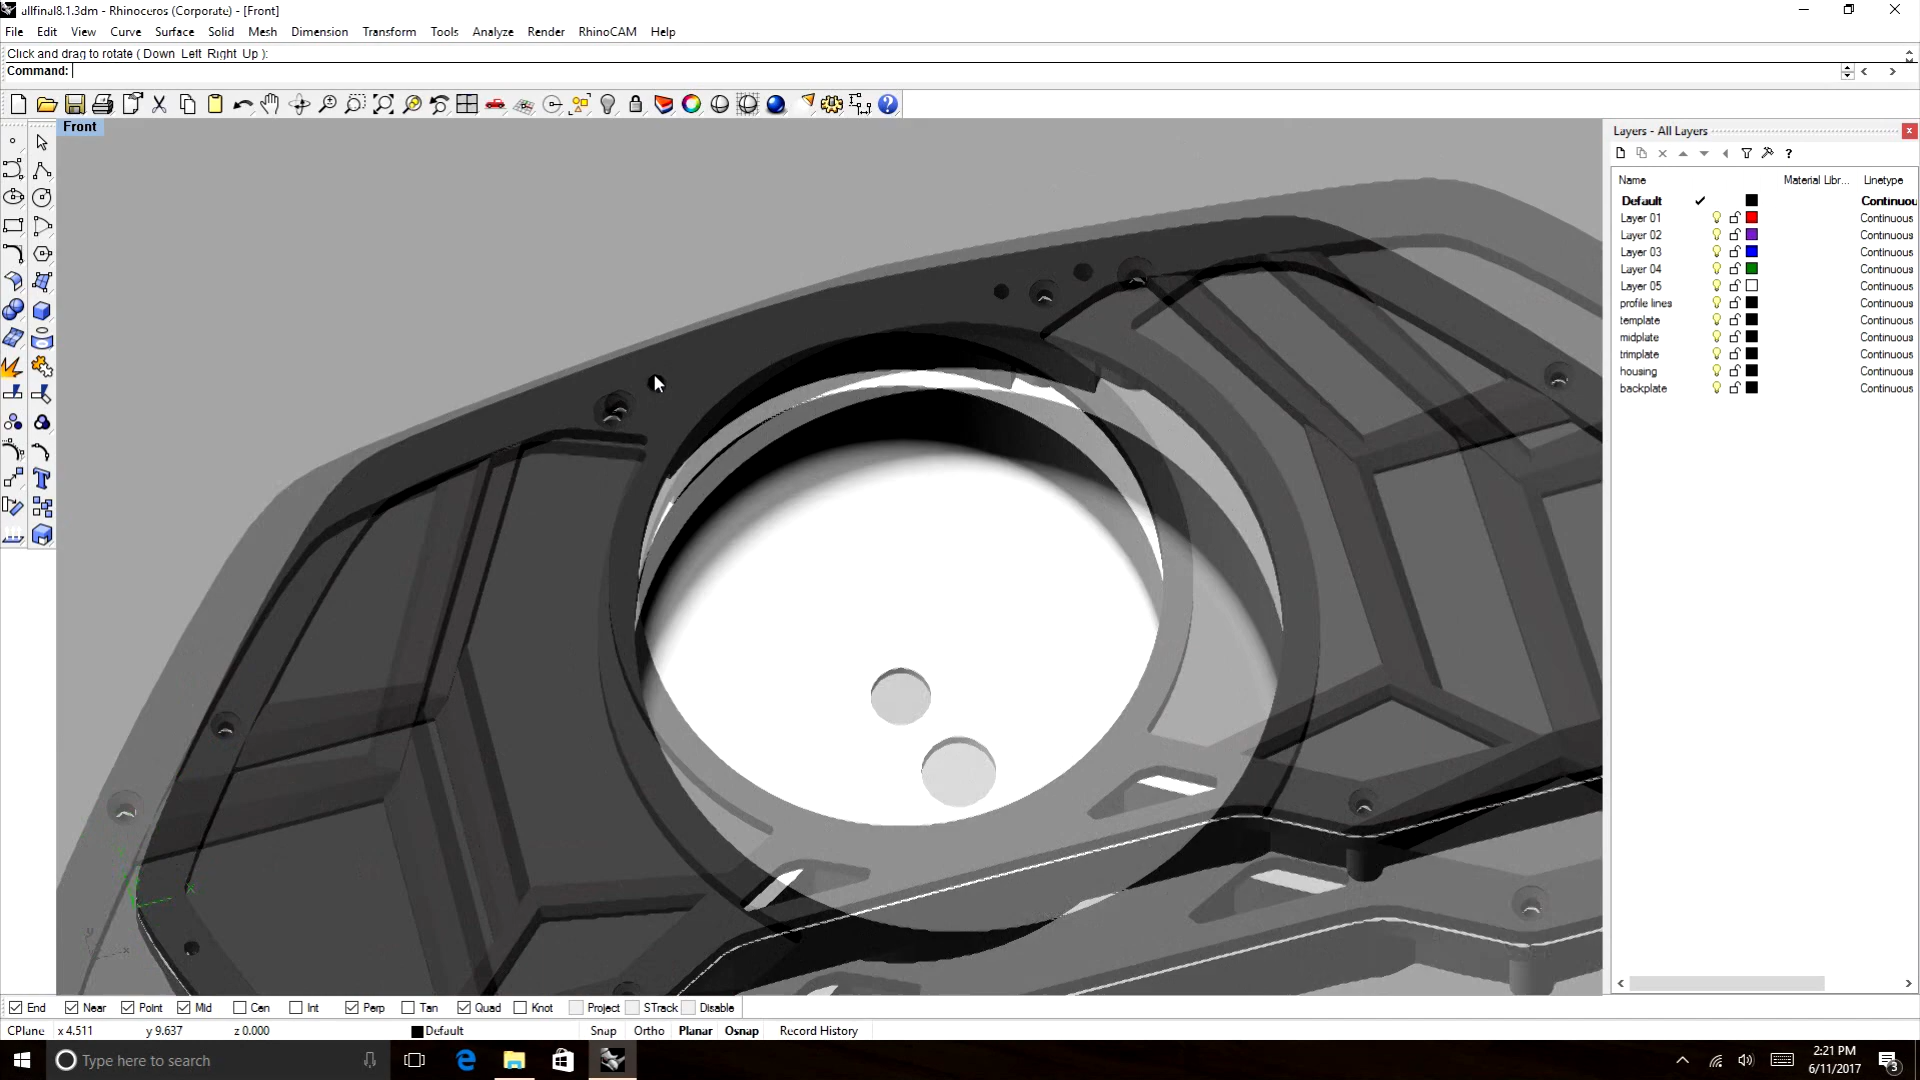 allfinal8.1.3dm - Rhinoceros (Corporate) - [Front]
File Edit View Curve Surface Solid Mesh Dimension Transform Tools Analyze Render RhinoCAM Help
Click and drag to rotate ( Down Left Right Up ):
Command:
Front
Layers - All Layers
Name Material Libr... Linetype
Default Continuou
Layer 01 Continuous
Layer 02 Continuous
Layer 03 Continuous
Layer 04 Continuous
Layer 05 Continuous
profile lines Continuous
template Continuous
midplate Continuous
trimplate Continuous
housing Continuous
backplate Continuous
x
y
x
End Near Point Mid Cen Int Perp Tan Quad Knot Project STrack Disable
CPlane x 4.511 y 9.637 z 0.000 Default Snap Ortho Planar Osnap Record History
Type here to search
2:21 PM
6/11/2017
3